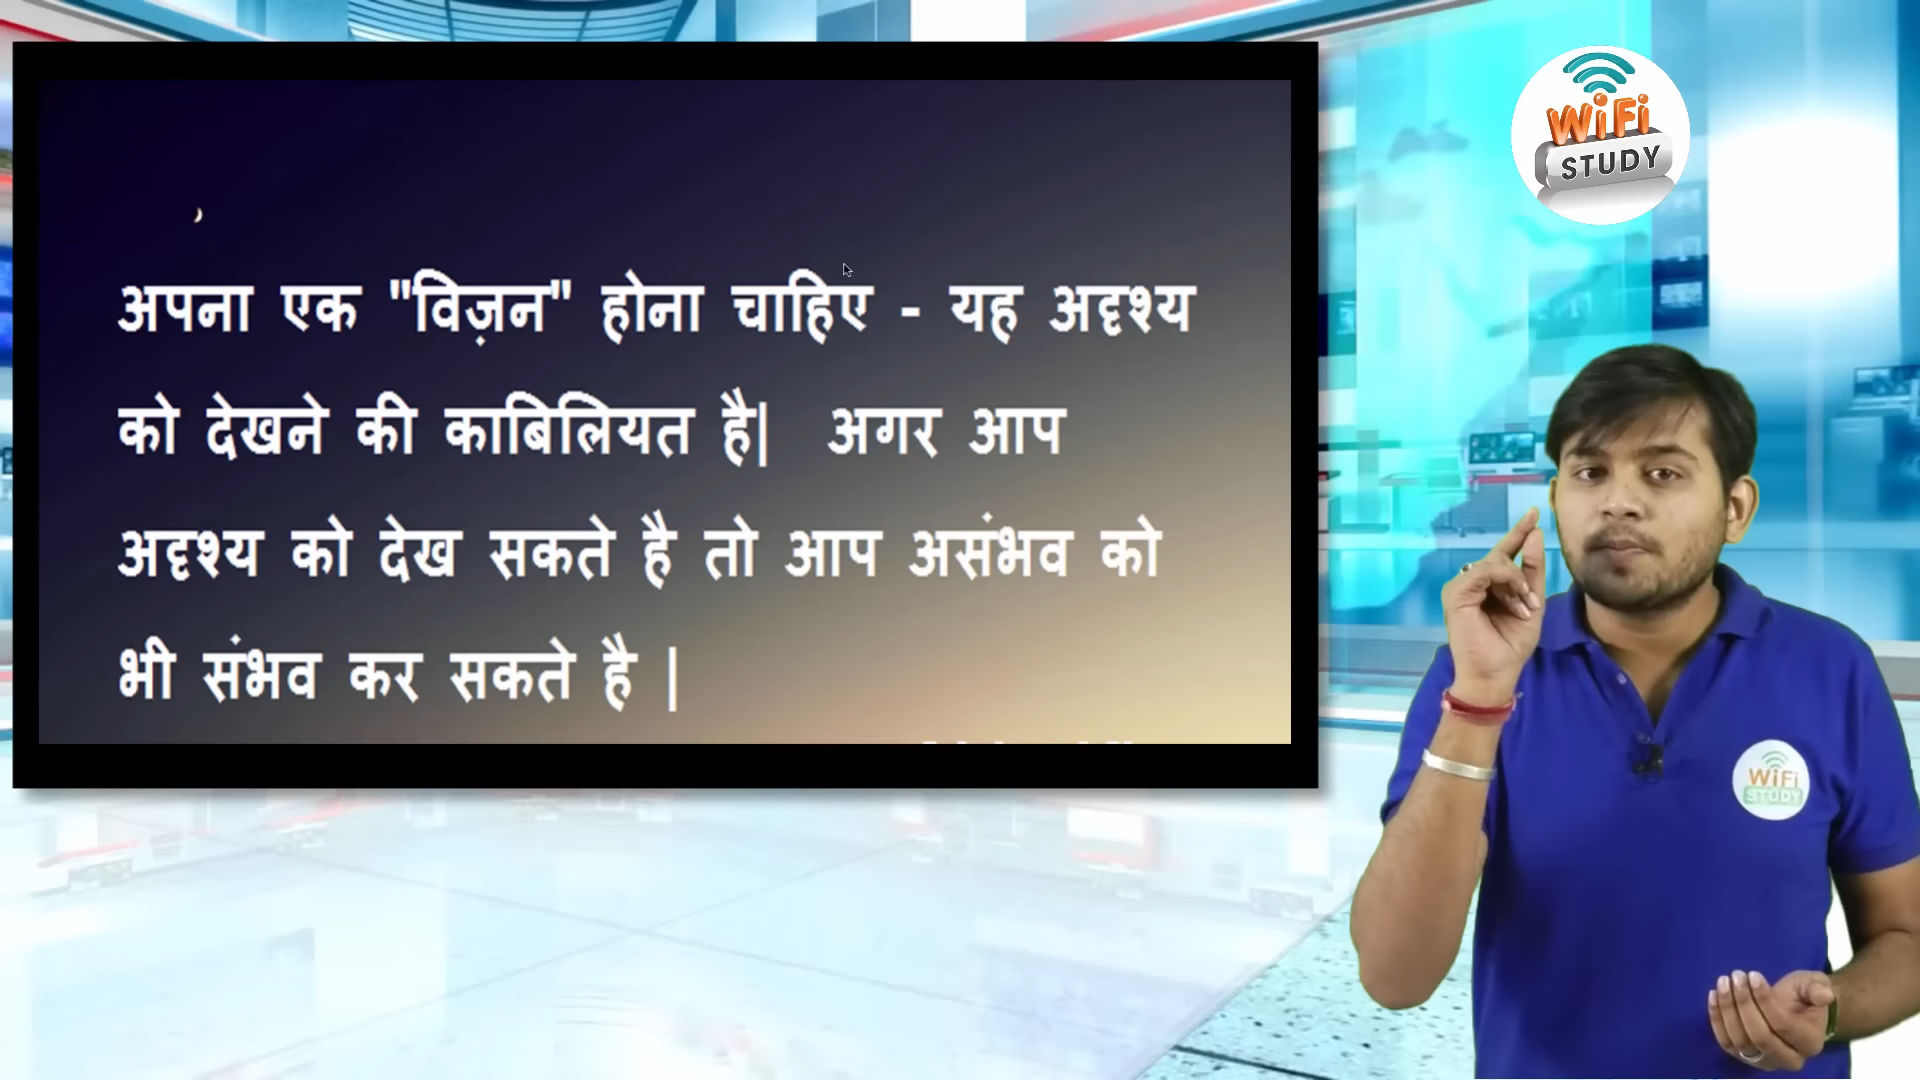 WiFi
STUDY
अपना एक "विज़न" होना चाहिए - यह अदृश्य
को देखने की काबिलियत है| अगर आप
अदृश्य को देख सकते है तो आप असंभव को
भी संभव कर सकते है |
WiFi
STUDY